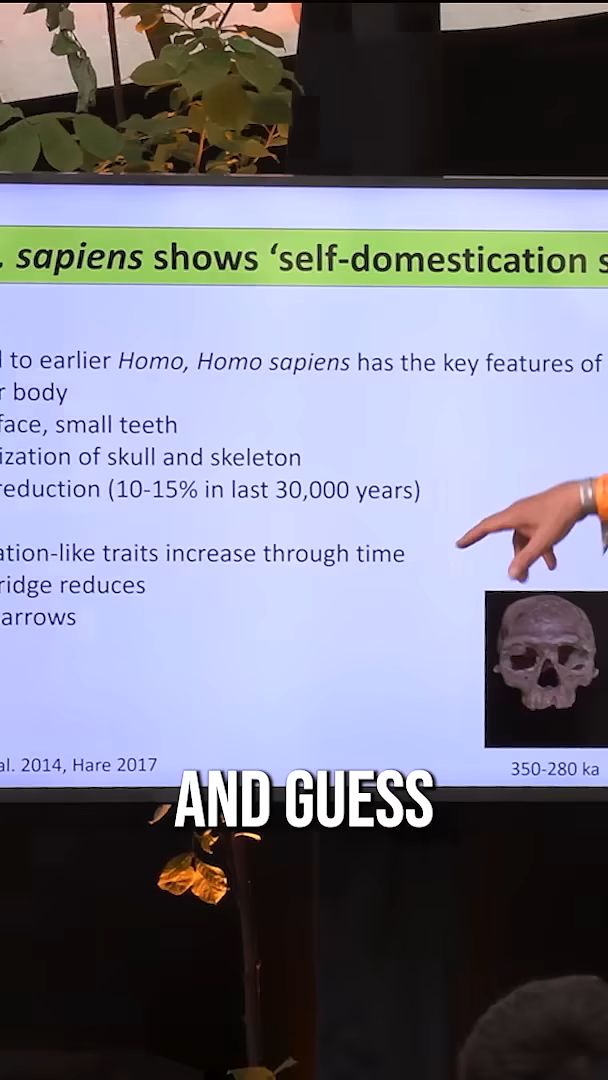 . sapiens shows ‘self-domestication s
d to earlier Homo, Homo sapiens has the key features of
r body
face, small teeth
ization of skull and skeleton
reduction (10-15% in last 30,000 years)
ation-like traits increase through time
ridge reduces
arrows
al. 2014, Hare 2017
350-280 ka
AND GUESS